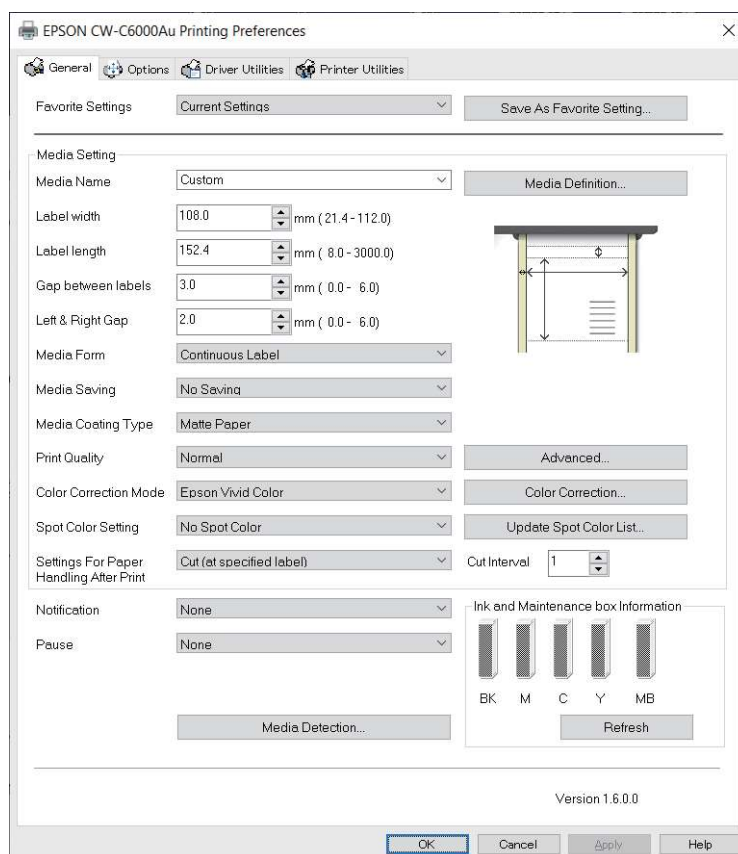 EPSON CW-C6000Au Printing Preferences
General Options Driver Utilities Printer Utilities
Favorite Settings Current Settings Save As Favorite Setting...
Media Setting
Media Name Custom Media Definition...
Label width 108.0 mm ( 21.4 - 112.0)
Label length 152.4 mm ( 8.0 - 3000.0)
Gap between labels 3.0 mm ( 0.0 - 6.0)
Left & Right Gap 2.0 mm ( 0.0 - 6.0)
Media Form Continuous Label
Media Saving No Saving
Media Coating Type Matte Paper
Print Quality Normal Advanced...
Color Correction Mode Epson Vivid Color Color Correction...
Spot Color Setting No Spot Color Update Spot Color List...
Settings For Paper Cut (at specified label) Cut Interval 1
Handling After Print
Notification None Ink and Maintenance box Information
Pause None
BK M C Y MB
Media Detection... Refresh
Version 1.6.0.0
OK Cancel Apply Help